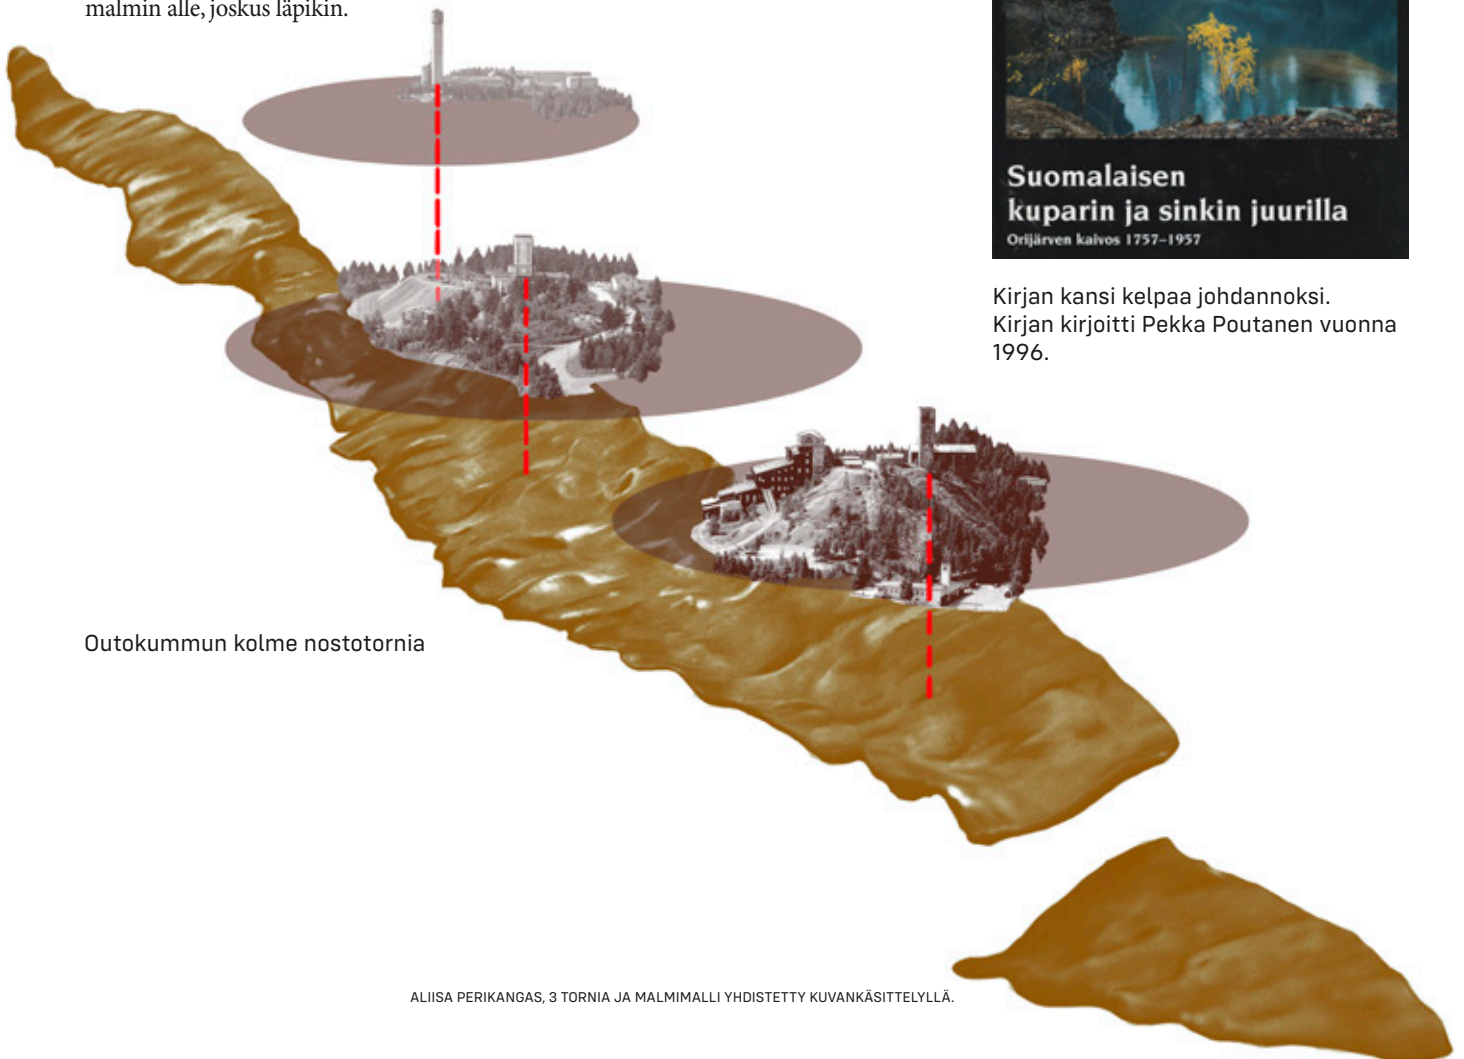 malmin alle, joskus läpikin.
Suomalaisen
kuparin ja sinkin juurilla
Orijärven kaivos 1757–1957
Kirjan kansi kelpaa johdannoksi.
Kirjan kirjoitti Pekka Poutanen vuonna
1996.
Outokummun kolme nostotornia
ALIISA PERIKANGAS, 3 TORNIA JA MALMIMALLI YHDISTETTY KUVANKÄSITTELYLLÄ.